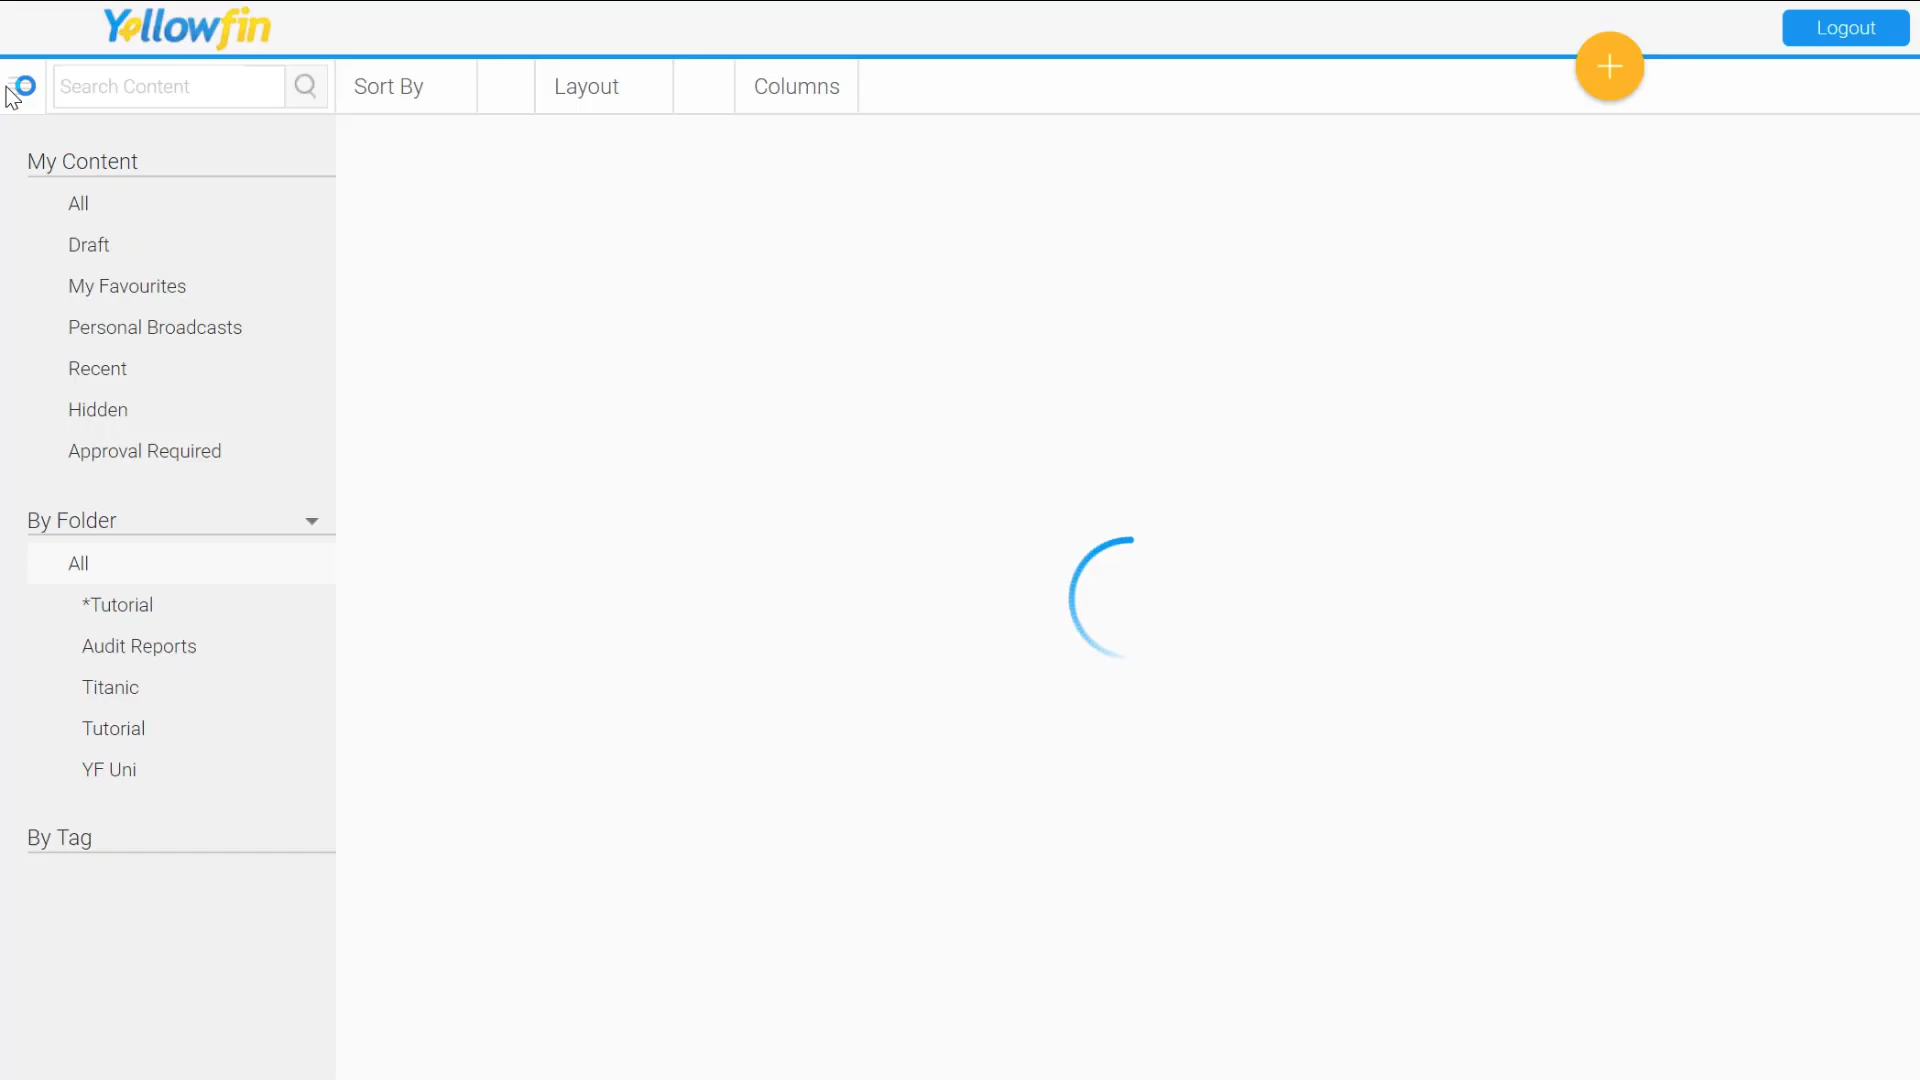 Yellowfin
Logout
Search Content
Sort By
Layout
Columns
My Content
All
Draft
My Favourites
Personal Broadcasts
Recent
Hidden
Approval Required
By Folder
All
*Tutorial
Audit Reports
Titanic
Tutorial
YF Uni
By Tag